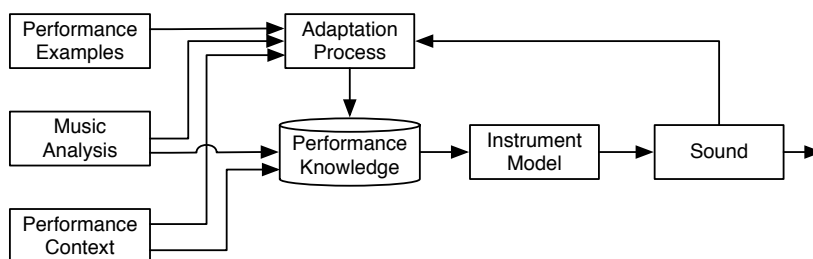 Performance
Examples
Adaptation
Process
Music
Analysis
Performance
Knowledge
Instrument
Model
Sound
Performance
Context